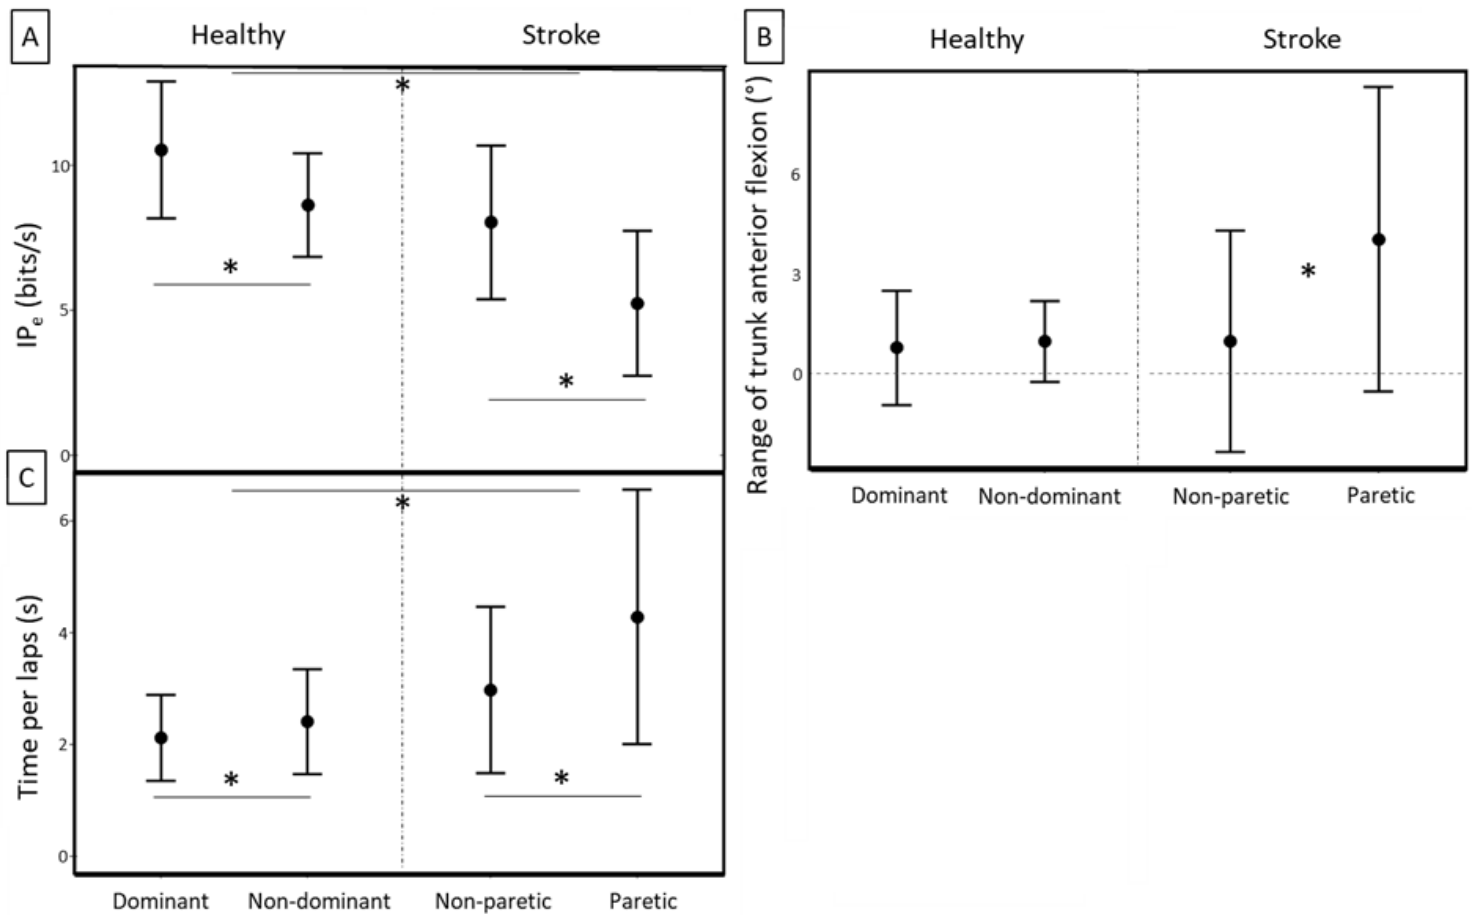 A
Healthy
Stroke
*
10
5
0
IPe (bits/s)
*
*
B
Healthy
Stroke
Range of trunk anterior flexion (°)
6
3
0
*
Dominant
Non-dominant
Non-paretic
Paretic
C
*
6
4
2
0
Time per laps (s)
*
*
Dominant
Non-dominant
Non-paretic
Paretic